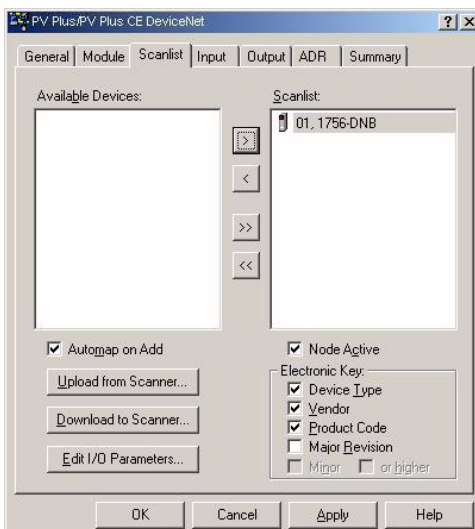 PV Plus/PV Plus CE DeviceNet
General Module Scanlist Input Output ADR Summary
Available Devices:
Scanlist:
01, 1756-DNB
>
<
>>
<<
Automap on Add
Node Active
Upload from Scanner...
Download to Scanner...
Edit I/O Parameters...
Electronic Key:
Device Type
Vendor
Product Code
Major Revision
Minor or higher
OK Cancel Apply Help